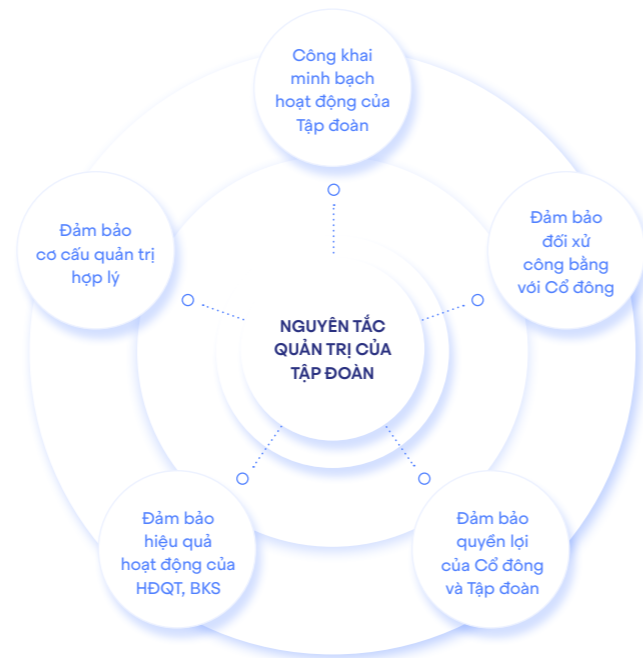 Công khai
minh bạch
hoạt động của
Tập đoàn
Đảm bảo
cơ cấu quản trị
hợp lý
Đảm bảo
đối xử
công bằng
với Cổ đông
NGUYÊN TẮC
QUẢN TRỊ CỦA
TẬP ĐOÀN
Đảm bảo
hiệu quả
hoạt động của
HĐQT, BKS
Đảm bảo
quyền lợi
của Cổ đông
và Tập đoàn